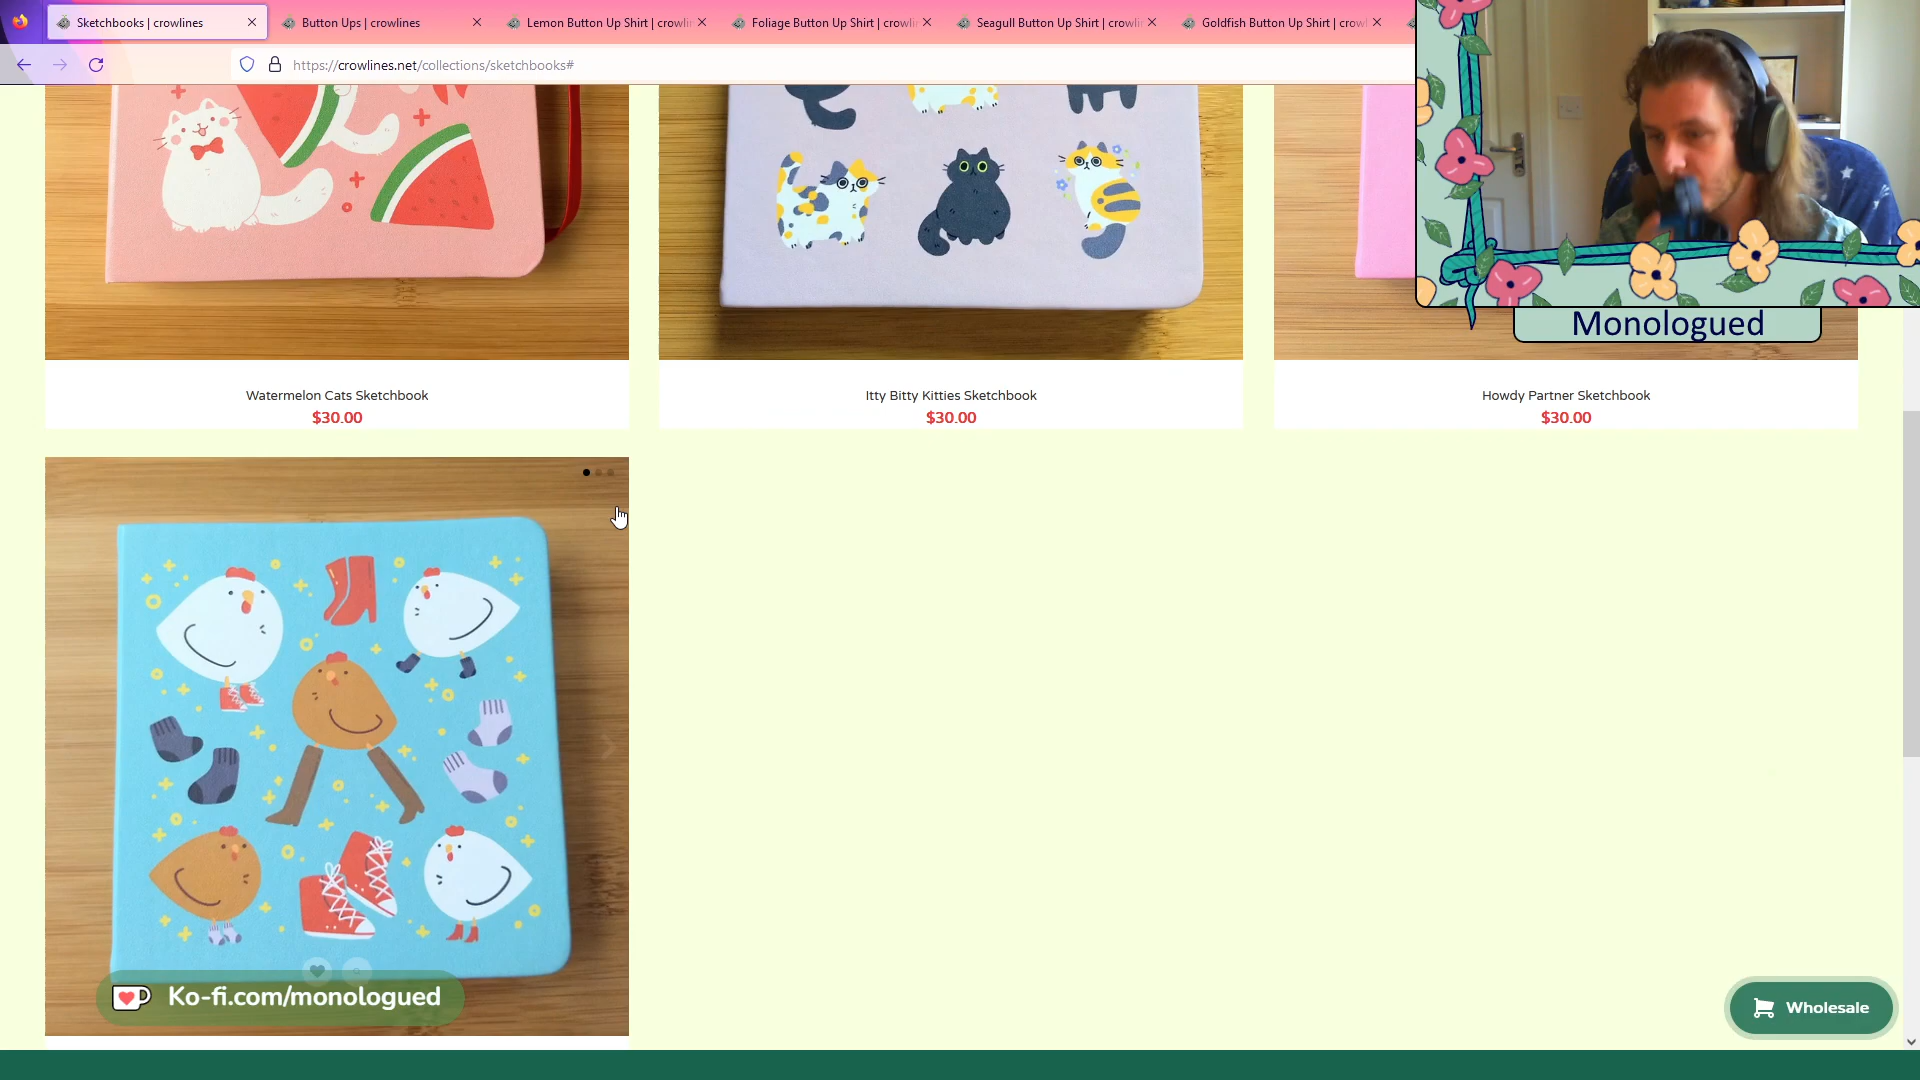 Sketchbooks | crowlines
Button Ups | crowlines
Lemon Button Up Shirt | crowlin
Foliage Button Up Shirt | crowlin
Seagull Button Up Shirt | crowli
Goldfish Button Up Shirt | crowl
https://crowlines.net/collections/sketchbooks#
Monologued
Watermelon Cats Sketchbook
$30.00
Itty Bitty Kitties Sketchbook
$30.00
Howdy Partner Sketchbook
$30.00
Ko-fi.com/monologued
Wholesale